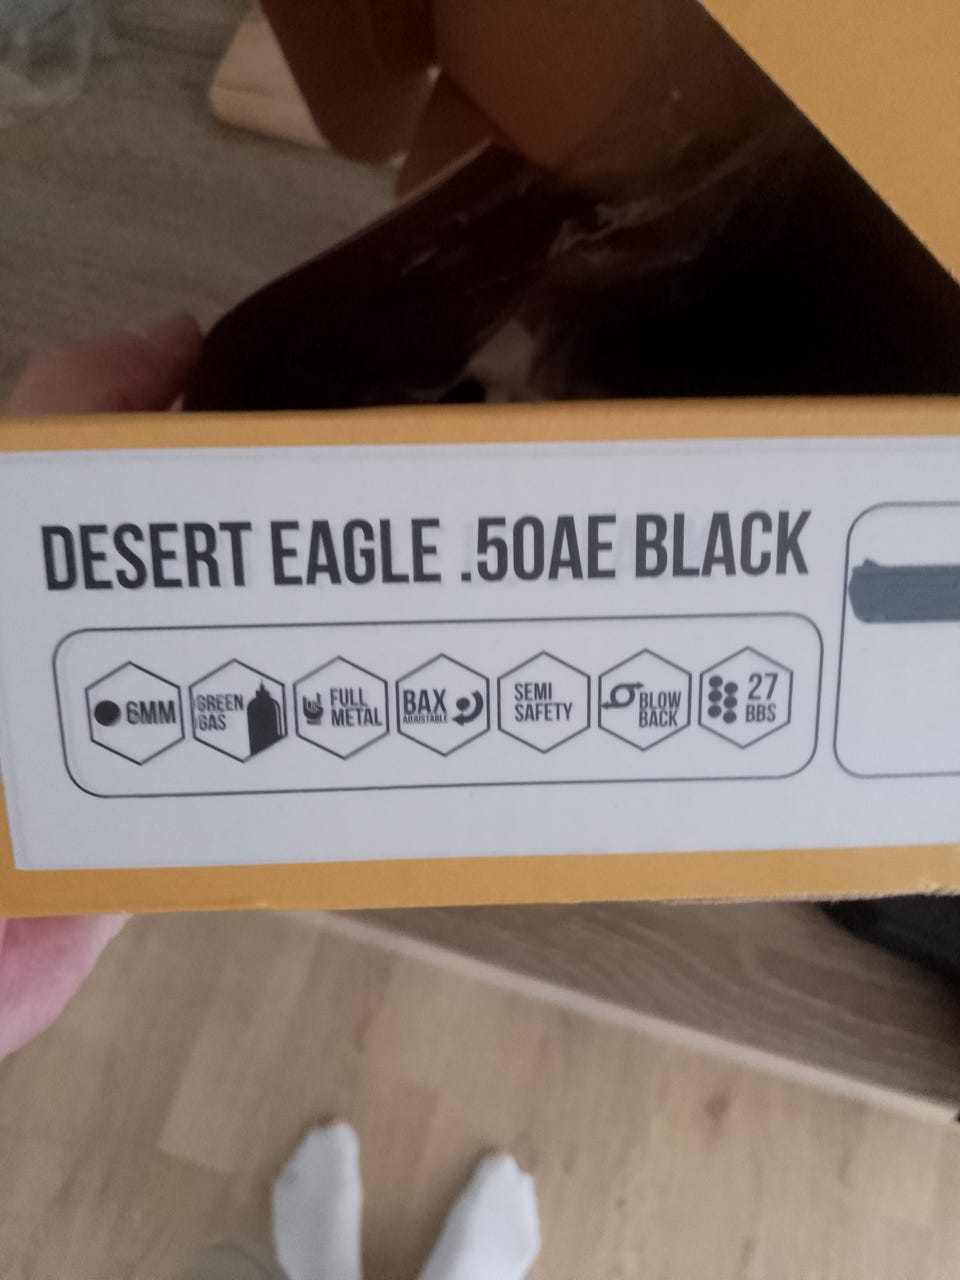 DESERT EAGLE .50AE BLACK
6MM
GREEN
GAS
FULL
METAL
BAX
ADJUSTABLE
SEMI
SAFETY
BLOW
BACK
27
BBS